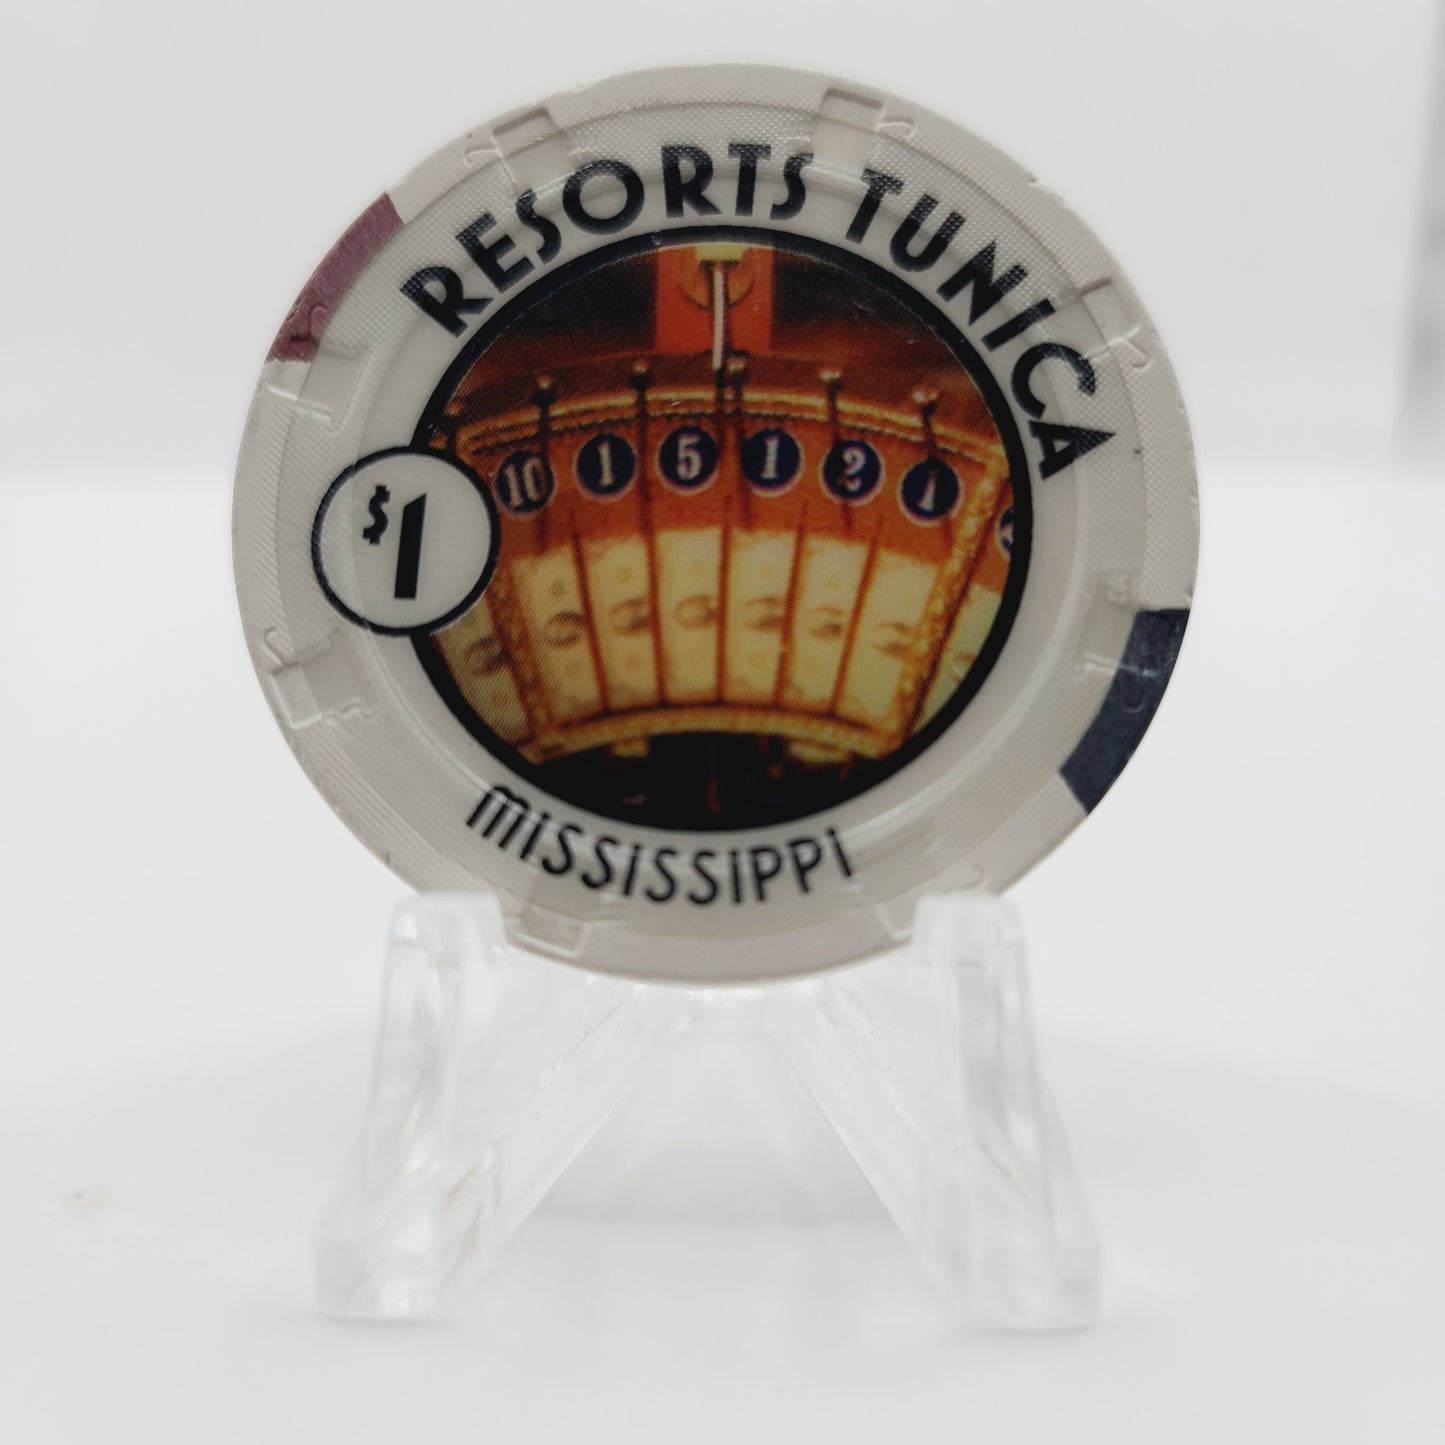 RESORTS TUNICA
10 1 5 1 2 1
$1
MISSISSIPPI